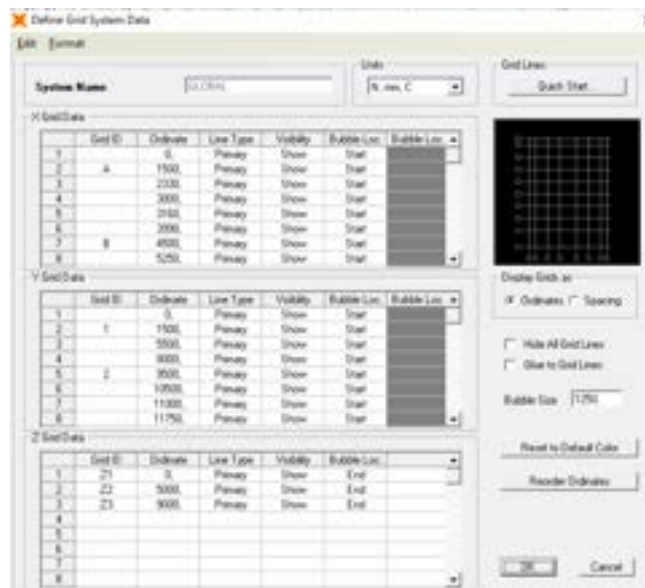 Define Grid System Data
Edit Format
System Name GLOBAL
Units
N, mm, C
Grid Lines
Quick Start...
X Grid Data
Grid ID Ordinate Line Type Visibility Bubble Loc. Bubble Loc
1 0, Primary Show Start
2 A 1500, Primary Show Start
3 2330, Primary Show Start
4 3000, Primary Show Start
5 Primary Show Start
6 Primary Show Start
7 B 4500, Primary Show Start
8 5250, Primary Show Start
Y Grid Data
Grid ID Ordinate Line Type Visibility Bubble Loc. Bubble Loc
1 0, Primary Show Start
2 1 1500, Primary Show Start
3 5500, Primary Show Start
4 Primary Show Start
5 2 9500, Primary Show Start
6 10500, Primary Show Start
7 11000, Primary Show Start
8 11750, Primary Show Start
Z Grid Data
Grid ID Ordinate Line Type Visibility Bubble Loc.
1 Z1 0, Primary Show End
2 Z2 5000, Primary Show End
3 Z3 9000, Primary Show End
4
5
6
7
8
Display Grids as
Ordinates Spacing
Hide All Grid Lines
Glue to Grid Lines
Bubble Size 1250,
Reset to Default Color
Reorder Ordinates
OK Cancel